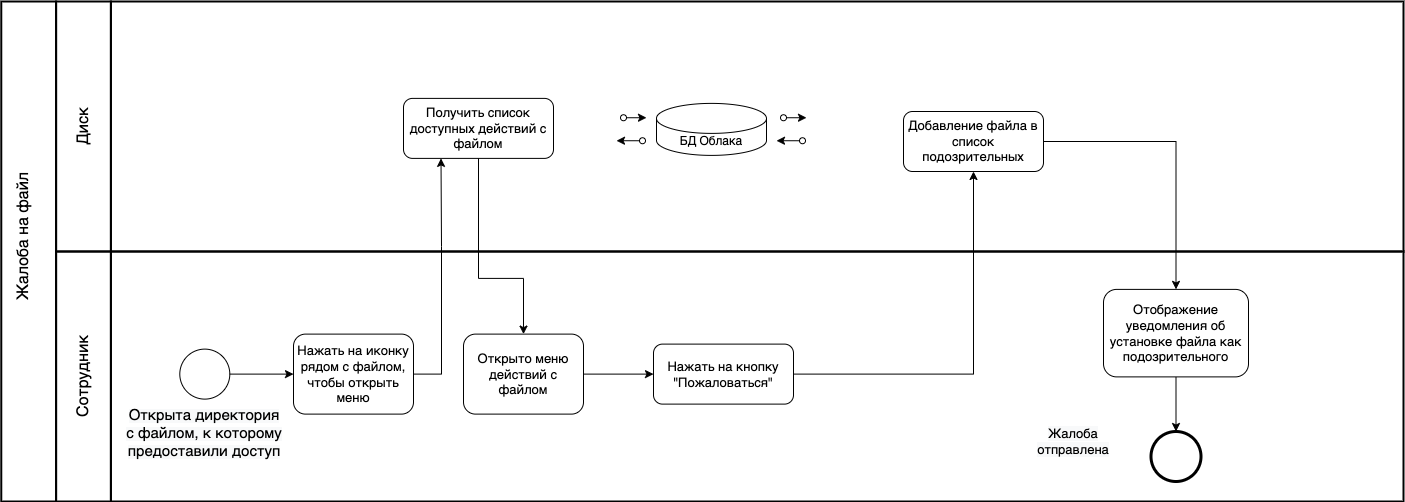 Жалоба на файл
Диск
Получить список
доступных действий с
файлом
БД Облака
Добавление файла в
список
подозрительных
Сотрудник
Открыта директория
с файлом, к которому
предоставили доступ
Нажать на иконку
рядом с файлом,
чтобы открыть
меню
Открыто меню
действий с
файлом
Нажать на кнопку
"Пожаловаться"
Отображение
уведомления об
установке файла как
подозрительного
Жалоба
отправлена